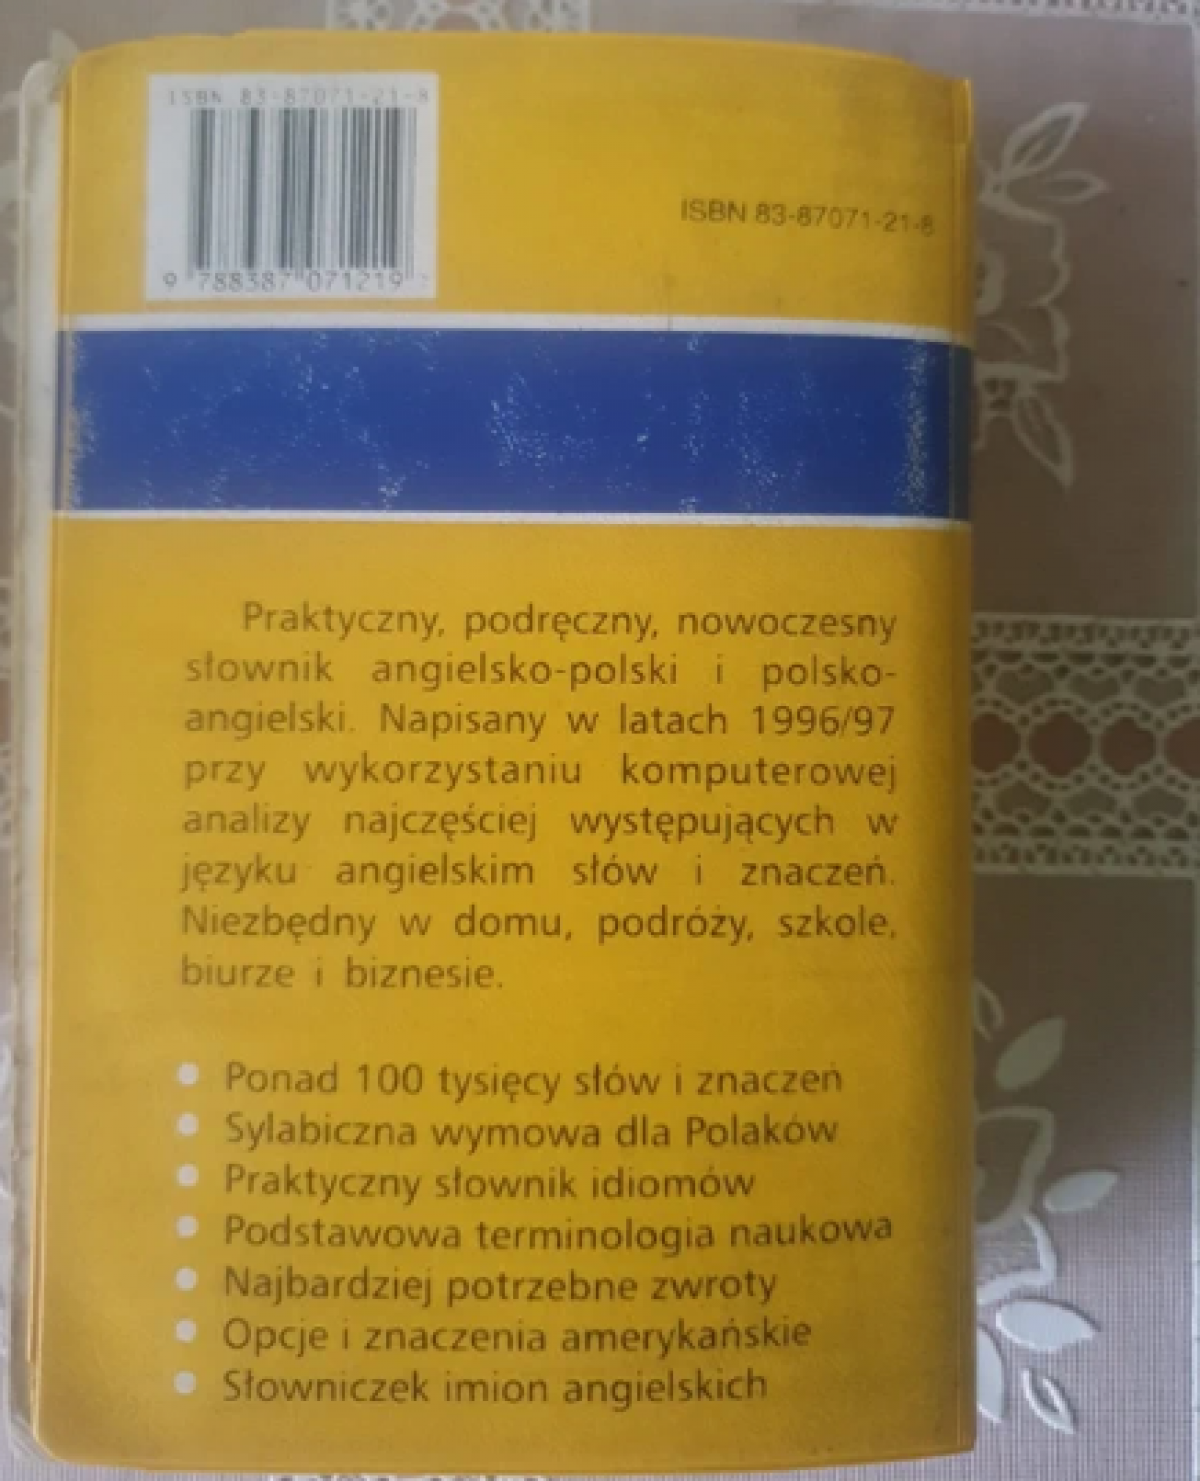 ISBN 83-87071-21-8
9 788387 071219
ISBN 83-87071-21-8
Praktyczny, podręczny, nowoczesny
słownik angielsko-polski i polsko-
angielski. Napisany w latach 1996/97
przy wykorzystaniu komputerowej
analizy najczęściej występujących w
języku angielskim słów i znaczeń.
Niezbędny w domu, podróży, szkole,
biurze i biznesie.
Ponad 100 tysięcy słów i znaczeń
Sylabiczna wymowa dla Polaków
Praktyczny słownik idiomów
Podstawowa terminologia naukowa
Najbardziej potrzebne zwroty
Opcje i znaczenia amerykańskie
Słowniczek imion angielskich